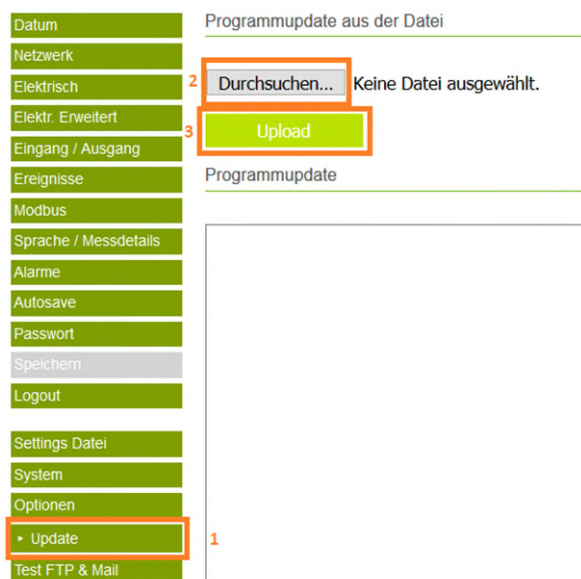 Datum
Netzwerk
Elektrisch
Elektr. Erweitert
Eingang / Ausgang
Ereignisse
Modbus
Sprache / Messdetails
Alarme
Autosave
Passwort
Speichern
Logout
Settings Datei
System
Optionen
▸ Update
1
Test FTP & Mail
Programmupdate aus der Datei
2
Durchsuchen... Keine Datei ausgewählt.
3
Upload
Programmupdate